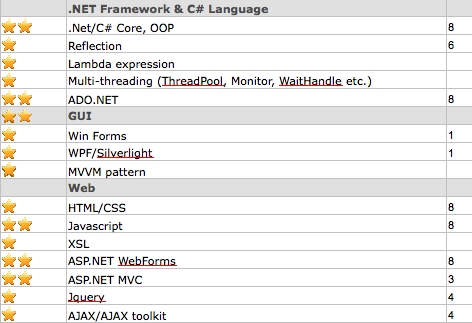 .NET Framework & C# Language
.Net/C# Core, OOP 8
Reflection 6
Lambda expression
Multi-threading (ThreadPool, Monitor, WaitHandle etc.)
ADO.NET 8
GUI
Win Forms 1
WPF/Silverlight 1
MVVM pattern
Web
HTML/CSS 8
Javascript 8
XSL
ASP.NET WebForms 8
ASP.NET MVC 3
Jquery 4
AJAX/AJAX toolkit 4